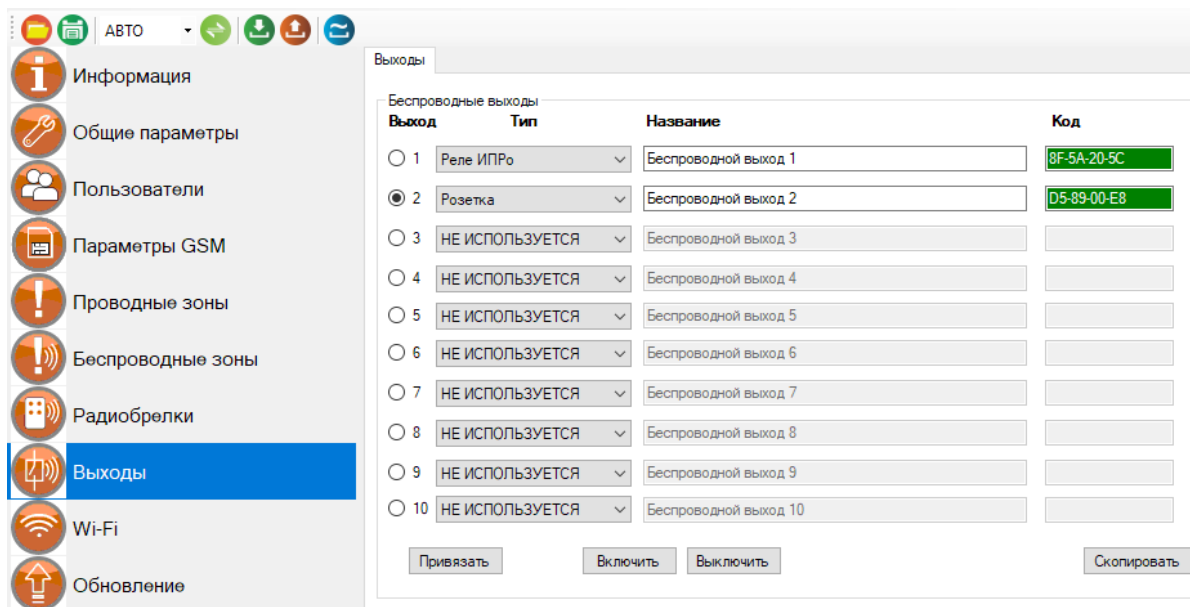 АВТО
Информация
Общие параметры
Пользователи
Параметры GSM
Проводные зоны
Беспроводные зоны
Радиобрелки
Выходы
Wi-Fi
Обновление
Выходы
Беспроводные выходы
Выход Тип Название Код
1 Реле ИПРо Беспроводной выход 1 8F-5A-20-5C
2 Розетка Беспроводной выход 2 D5-89-00-E8
3 НЕ ИСПОЛЬЗУЕТСЯ Беспроводной выход 3
4 НЕ ИСПОЛЬЗУЕТСЯ Беспроводной выход 4
5 НЕ ИСПОЛЬЗУЕТСЯ Беспроводной выход 5
6 НЕ ИСПОЛЬЗУЕТСЯ Беспроводной выход 6
7 НЕ ИСПОЛЬЗУЕТСЯ Беспроводной выход 7
8 НЕ ИСПОЛЬЗУЕТСЯ Беспроводной выход 8
9 НЕ ИСПОЛЬЗУЕТСЯ Беспроводной выход 9
10 НЕ ИСПОЛЬЗУЕТСЯ Беспроводной выход 10
Привязать Включить Выключить Скопировать